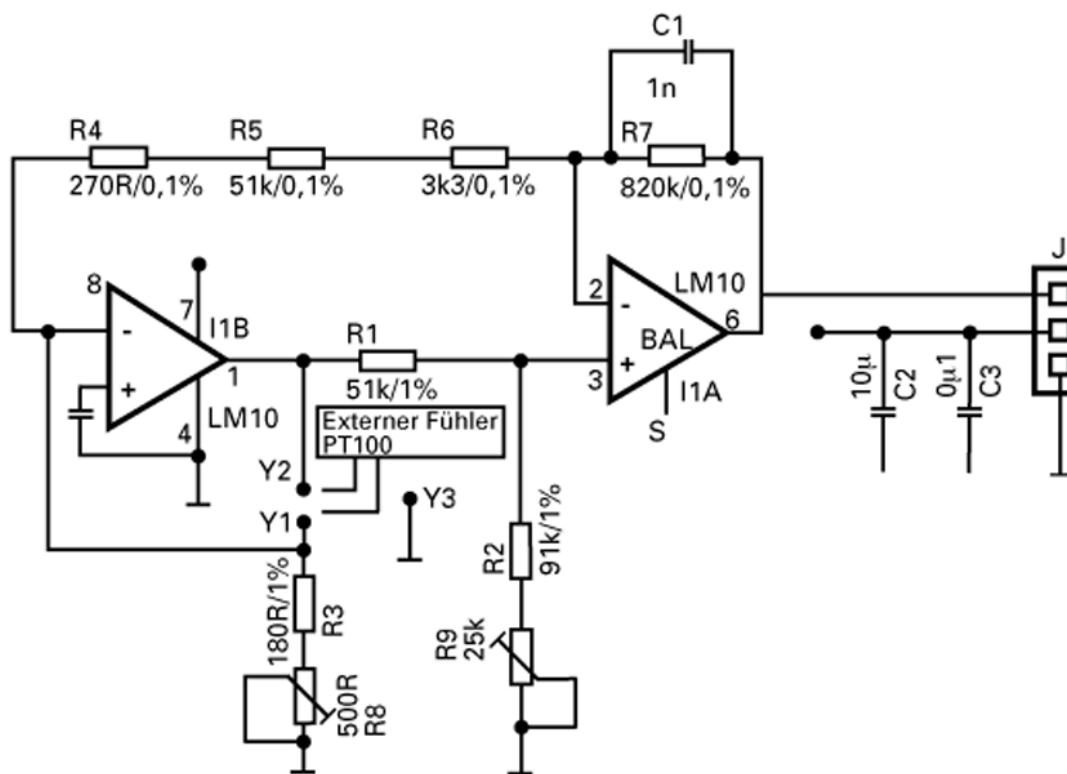 C1
1n
R4
R5
R6
R7
270R/0,1%
51k/0,1%
3k3/0,1%
820k/0,1%
8
-
+
7
I1B
1
4
LM10
R1
51k/1%
2
-
LM10
BAL
6
+
3
I1A
S
J
10µ
C2
0µ1
C3
Externer Fühler
PT100
Y2
Y1
Y3
180R/1%
R3
500R
R8
R2
91k/1%
R9
25k